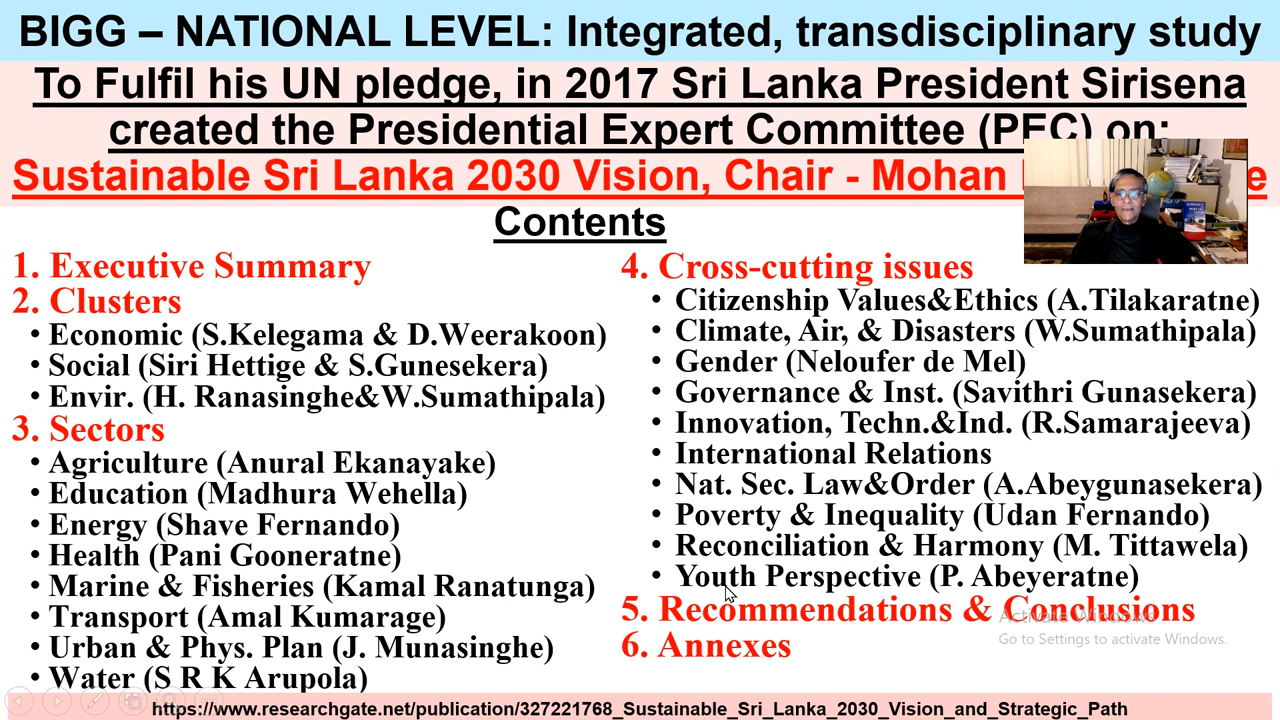 BIGG – NATIONAL LEVEL: Integrated, transdisciplinary study
To Fulfil his UN pledge, in 2017 Sri Lanka President Sirisena
created the Presidential Expert Committee (PEC) on:
Sustainable Sri Lanka 2030 Vision, Chair - Mohan
Contents
1. Executive Summary
2. Clusters
• Economic (S.Kelegama & D.Weerakoon)
• Social (Siri Hettige & S.Gunesekera)
• Envir. (H. Ranasinghe&W.Sumathipala)
3. Sectors
• Agriculture (Anural Ekanayake)
• Education (Madhura Wehella)
• Energy (Shave Fernando)
• Health (Pani Gooneratne)
• Marine & Fisheries (Kamal Ranatunga)
• Transport (Amal Kumarage)
• Urban & Phys. Plan (J. Munasinghe)
• Water (S R K Arupola)
4. Cross-cutting issues
• Citizenship Values&Ethics (A.Tilakaratne)
• Climate, Air, & Disasters (W.Sumathipala)
• Gender (Neloufer de Mel)
• Governance & Inst. (Savithri Gunasekera)
• Innovation, Techn.&Ind. (R.Samarajeeva)
• International Relations
• Nat. Sec. Law&Order (A.Abeygunasekera)
• Poverty & Inequality (Udan Fernando)
• Reconciliation & Harmony (M. Tittawela)
• Youth Perspective (P. Abeyeratne)
5. Recommendations & Conclusions
6. Annexes
Activate Windows
Go to Settings to activate Windows.
https://www.researchgate.net/publication/327221768_Sustainable_Sri_Lanka_2030_Vision_and_Strategic_Path